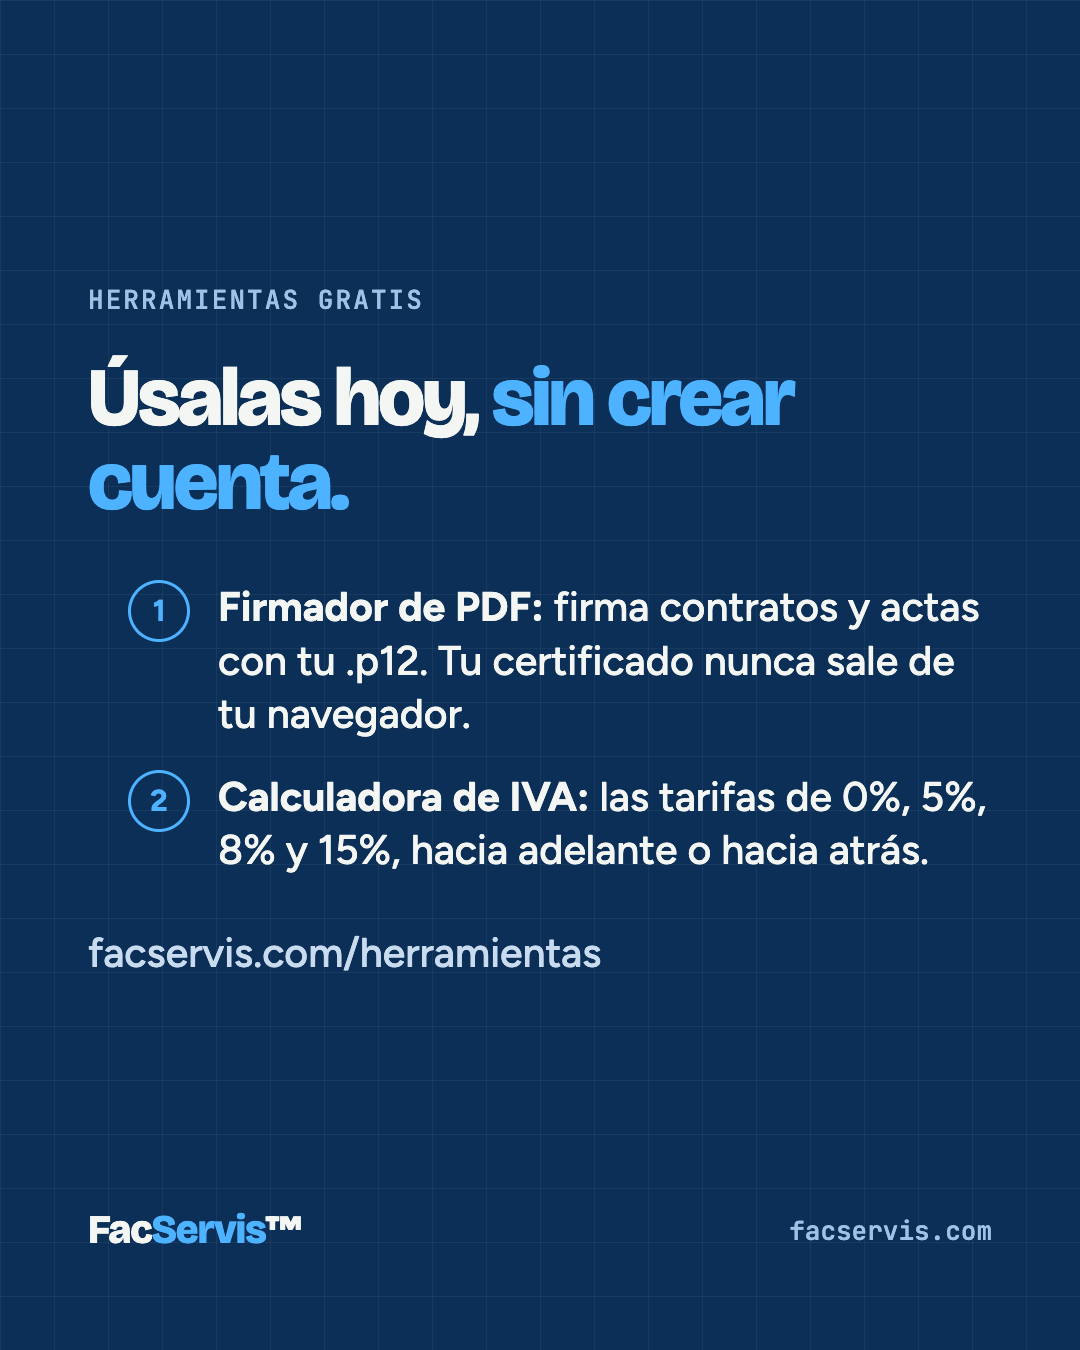 HERRAMIENTAS GRATIS
Úsalas hoy, sin crear
cuenta.
1 Firmador de PDF: firma contratos y actas
con tu .p12. Tu certificado nunca sale de
tu navegador.
2 Calculadora de IVA: las tarifas de 0%, 5%,
8% y 15%, hacia adelante o hacia atrás.
facservis.com/herramientas
FacServis™
facservis.com